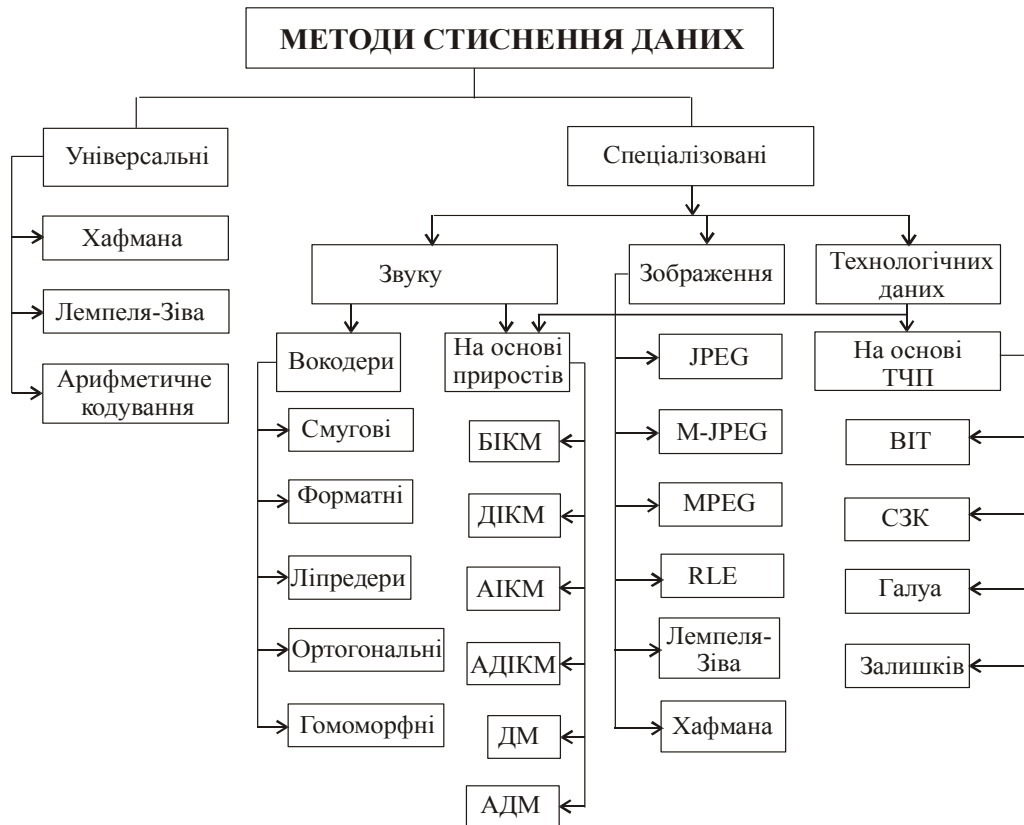 МЕТОДИ СТИСНЕННЯ ДАНИХ
Універсальні
Спеціалізовані
Хафмана
Лемпеля-Зіва
Арифметичне
кодування
Звуку
Зображення
Технологічних
даних
Вокодери
На основі
приростів
На основі
ТЧП
Смугові
Форматні
Ліпредери
Ортогональні
Гомоморфні
БІКМ
ДІКМ
АІКМ
АДІКМ
ДМ
АДМ
JPEG
M-JPEG
MPEG
RLE
Лемпеля-
Зіва
Хафмана
ВІТ
СЗК
Галуа
Залишків